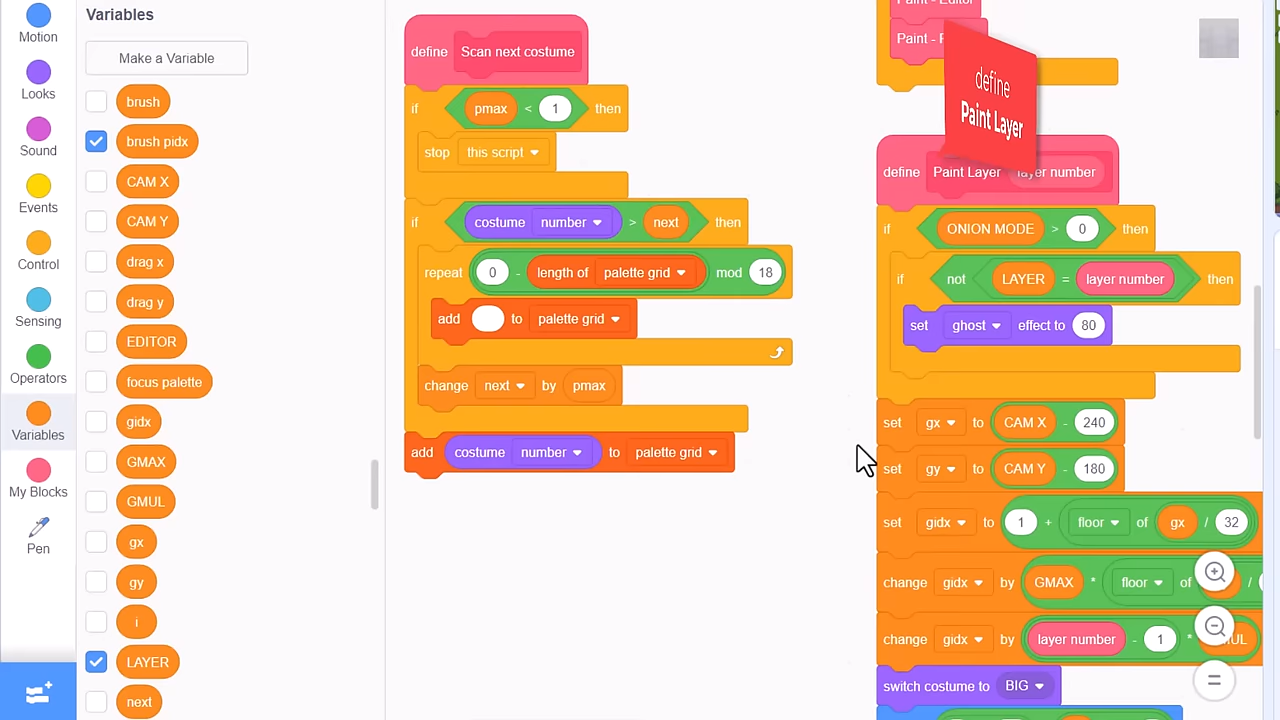 Motion
Looks
Sound
Events
Control
Sensing
Operators
Variables
My Blocks
Pen
Variables
Make a Variable
brush
brush pidx
CAM X
CAM Y
drag x
drag y
EDITOR
focus palette
gidx
GMAX
GMUL
gx
gy
i
LAYER
next
define Scan next costume
if pmax < 1 then
stop this script
if costume number > next then
repeat 0 - length of palette grid mod 18
add to palette grid
change next by pmax
add costume number to palette grid
Paint - Editor
Paint -
define
Paint Layer
define Paint Layer layer number
if ONION MODE > 0 then
if not LAYER = layer number then
set ghost effect to 80
set gx to CAM X - 240
set gy to CAM Y - 180
set gidx to 1 + floor of gx / 32
change gidx by GMAX * floor of /
change gidx by layer number - 1 *
switch costume to BIG